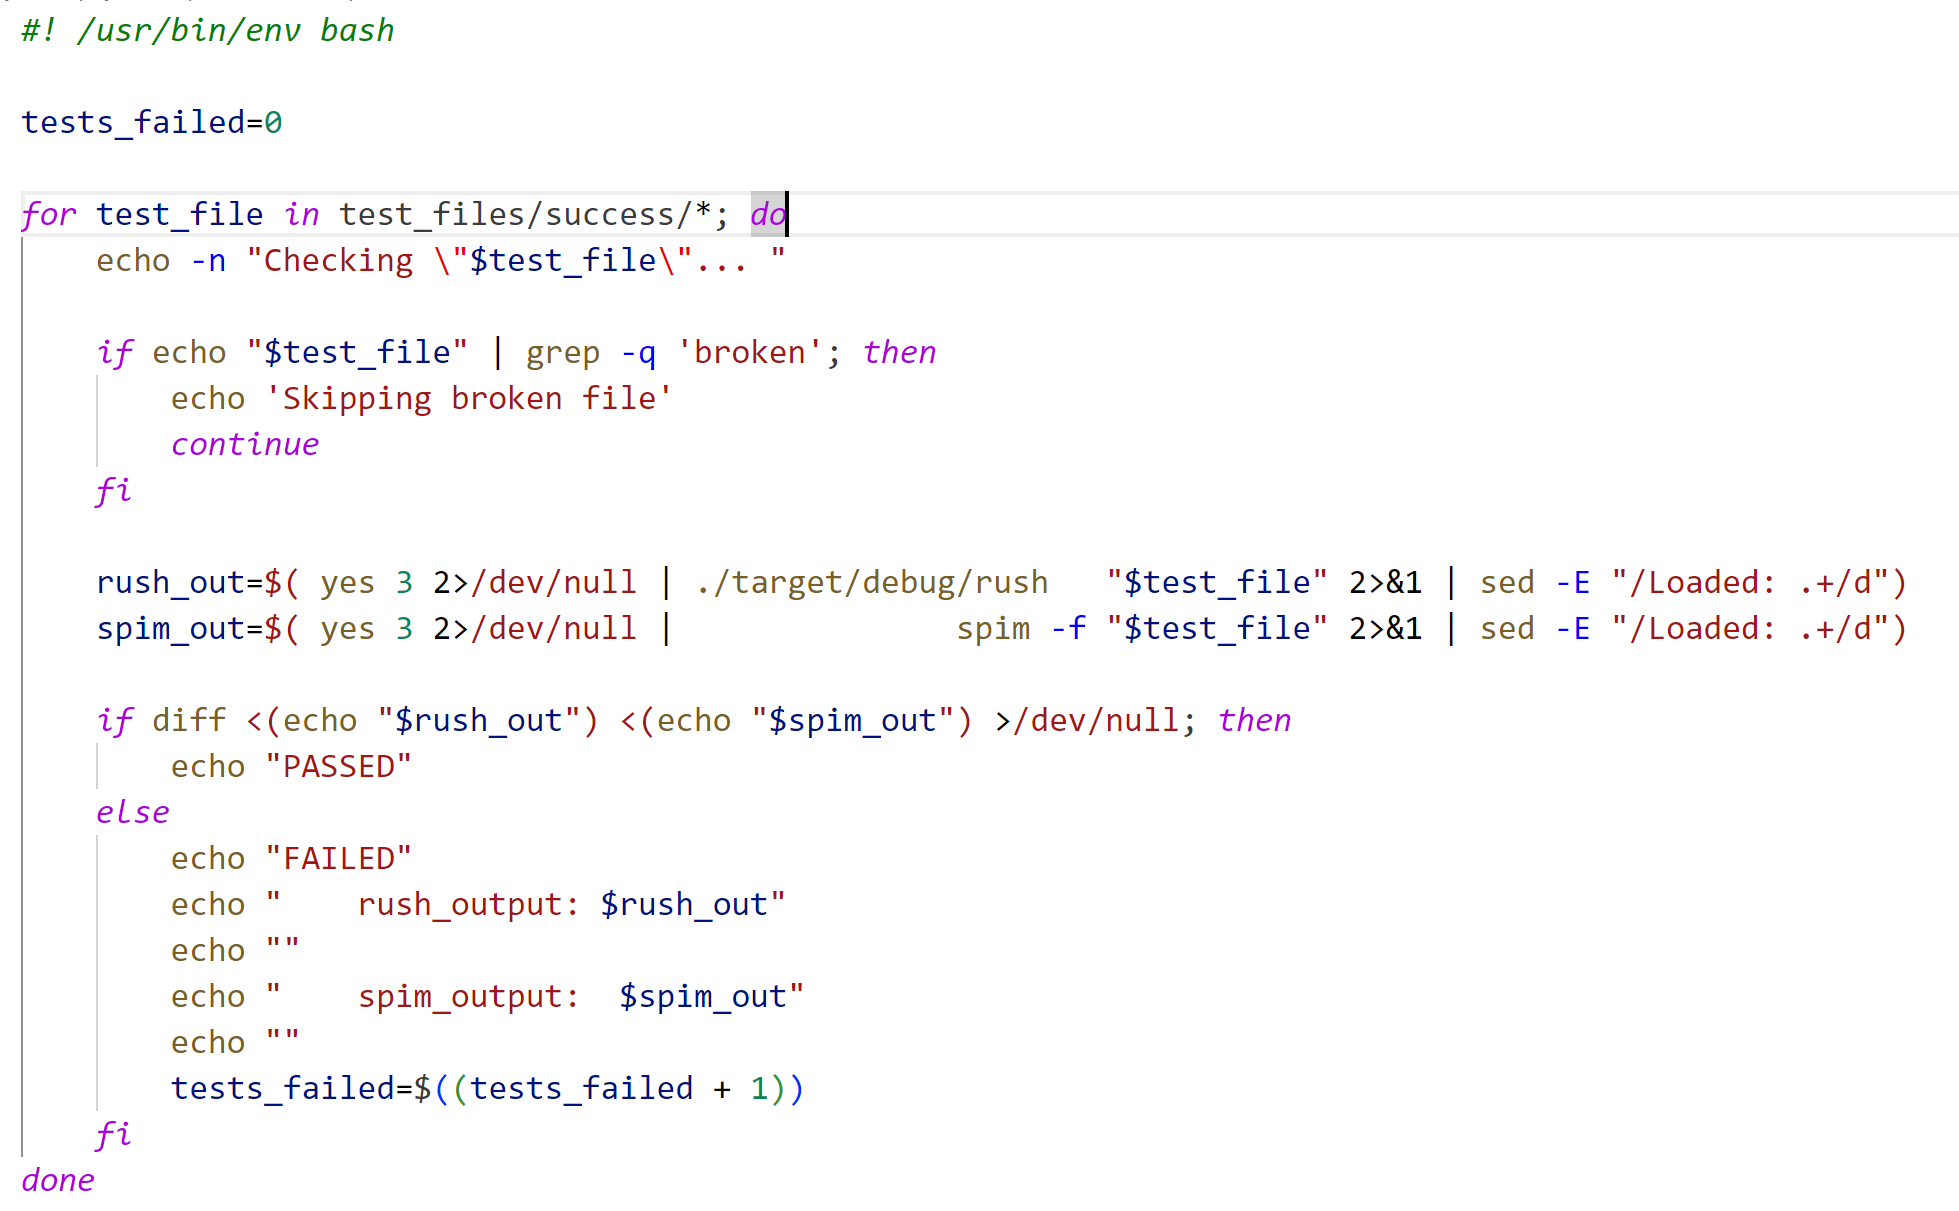 #! /usr/bin/env bash
tests_failed=0
for test_file in test_files/success/*; do
    echo -n "Checking \"$test_file\"... "
    if echo "$test_file" | grep -q 'broken'; then
        echo 'Skipping broken file'
        continue
    fi
    rush_out=$( yes 3 2>/dev/null | ./target/debug/rush   "$test_file" 2>&1 | sed -E "/Loaded: .+/d")
    spim_out=$( yes 3 2>/dev/null |               spim -f "$test_file" 2>&1 | sed -E "/Loaded: .+/d")
    if diff <(echo "$rush_out") <(echo "$spim_out") >/dev/null; then
        echo "PASSED"
    else
        echo "FAILED"
        echo "    rush_output: $rush_out"
        echo ""
        echo "    spim_output:  $spim_out"
        echo ""
        tests_failed=$((tests_failed + 1))
    fi
done